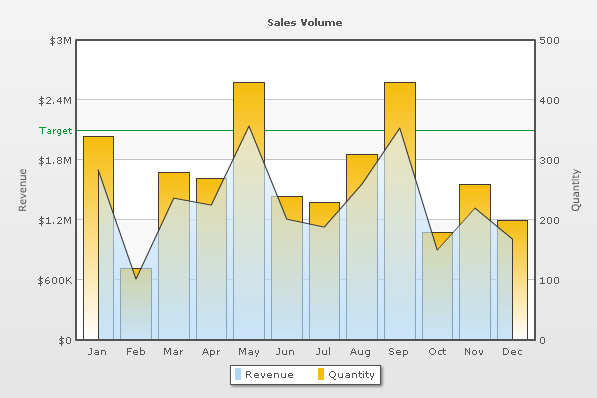 Sales Volume
$3M
500
$2.4M
400
Target
$1.8M
300
Revenue
Quantity
$1.2M
200
$600K
100
$0
0
Jan Feb Mar Apr May Jun Jul Aug Sep Oct Nov Dec
Revenue Quantity